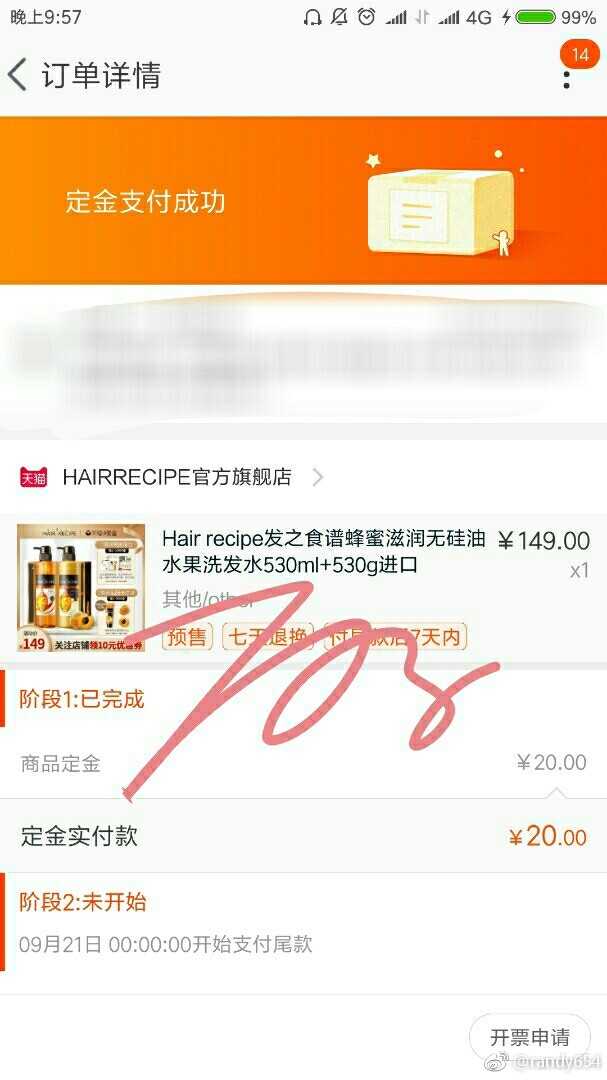 晚上9:57
4G
99%
订单详情
14
定金支付成功
天猫
HAIRRECIPE官方旗舰店
Hair recipe发之食谱蜂蜜滋润无硅油
¥149.00
水果洗发水530ml+530g进口
x1
其他/other
HAIR RECIPE
¥149
关注店铺领10元优惠券
预售
七天退换
付尾款后7天内
阶段1:已完成
商品定金
¥20.00
定金实付款
¥20.00
阶段2:未开始
09月21日 00:00:00开始支付尾款
开票申请
@randy654